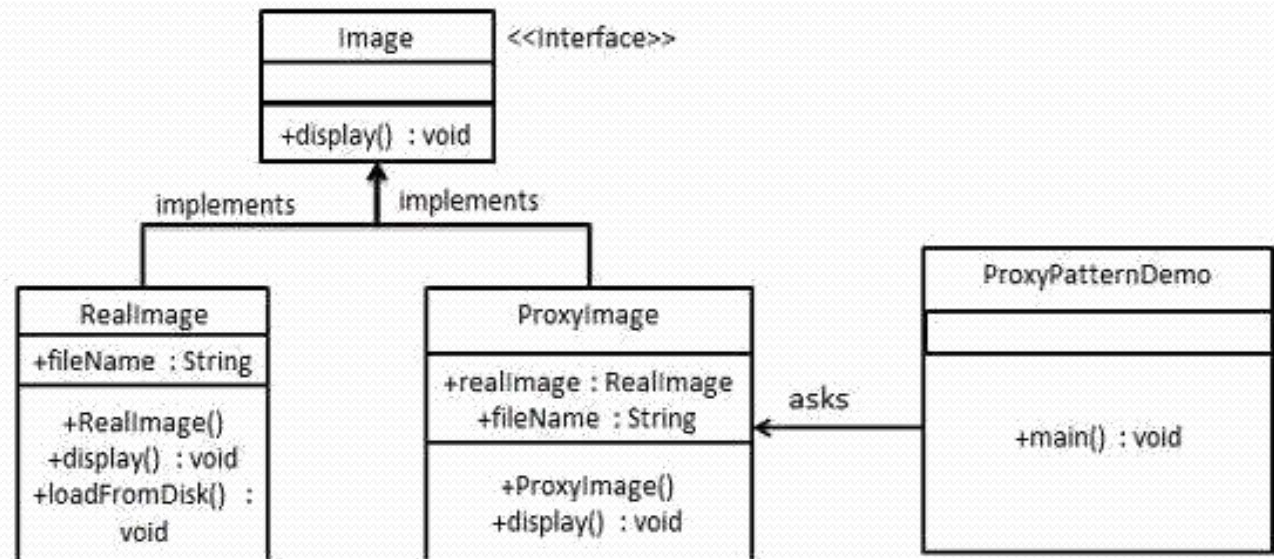 Image
<<Interface>>
+display() : void
implements
implements
RealImage
+fileName : String
+RealImage()
+display() : void
+loadFromDisk() :
void
ProxyImage
+realImage : RealImage
+fileName : String
+ProxyImage()
+display() : void
asks
ProxyPatternDemo
+main() : void